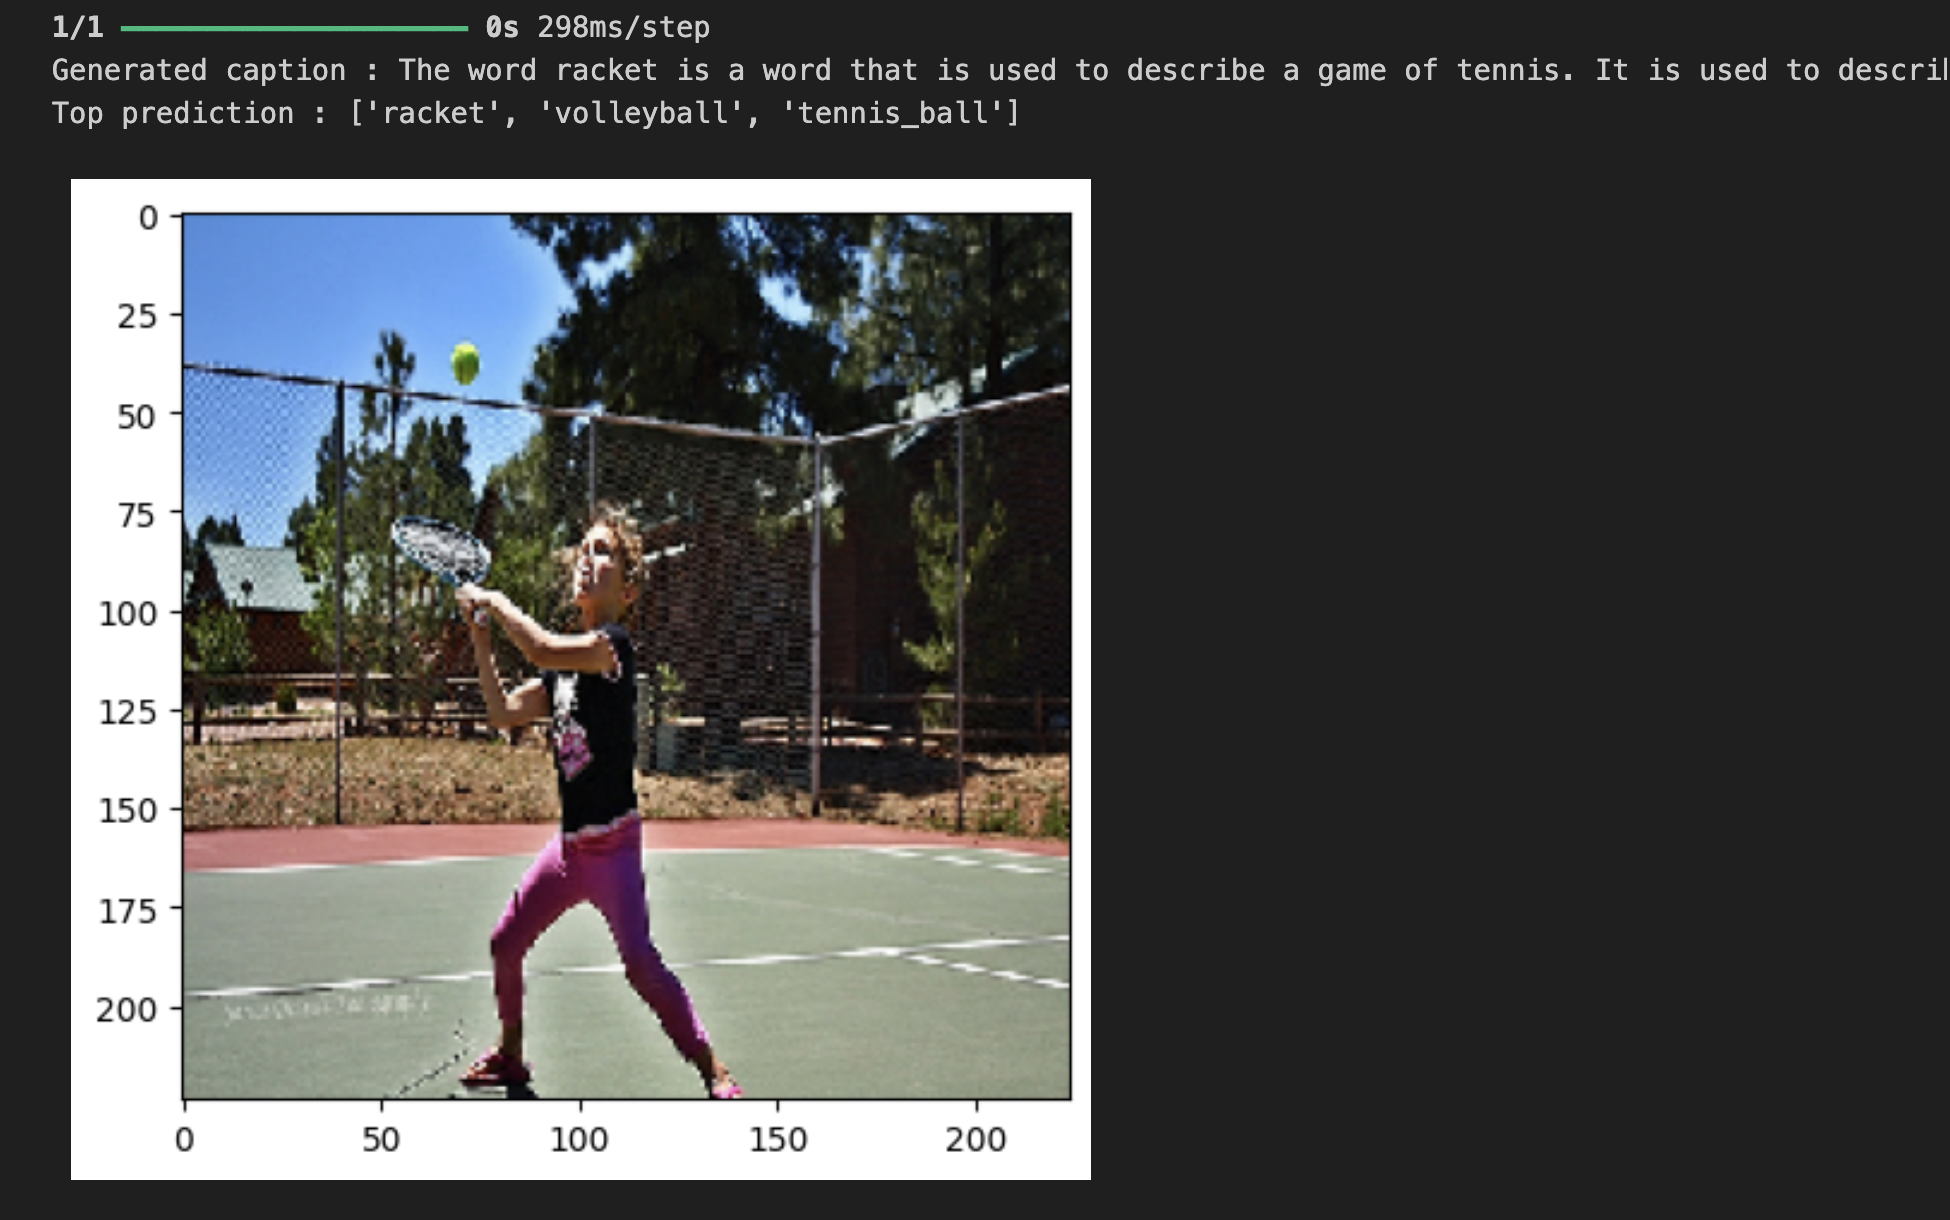 1/1 ━━━━━━━━━━━━━━━━━━━━ 0s 298ms/step
Generated caption : The word racket is a word that is used to describe a game of tennis. It is used to
Top prediction : ['racket', 'volleyball', 'tennis_ball']
0
25
50
75
100
125
150
175
200
0 50 100 150 200